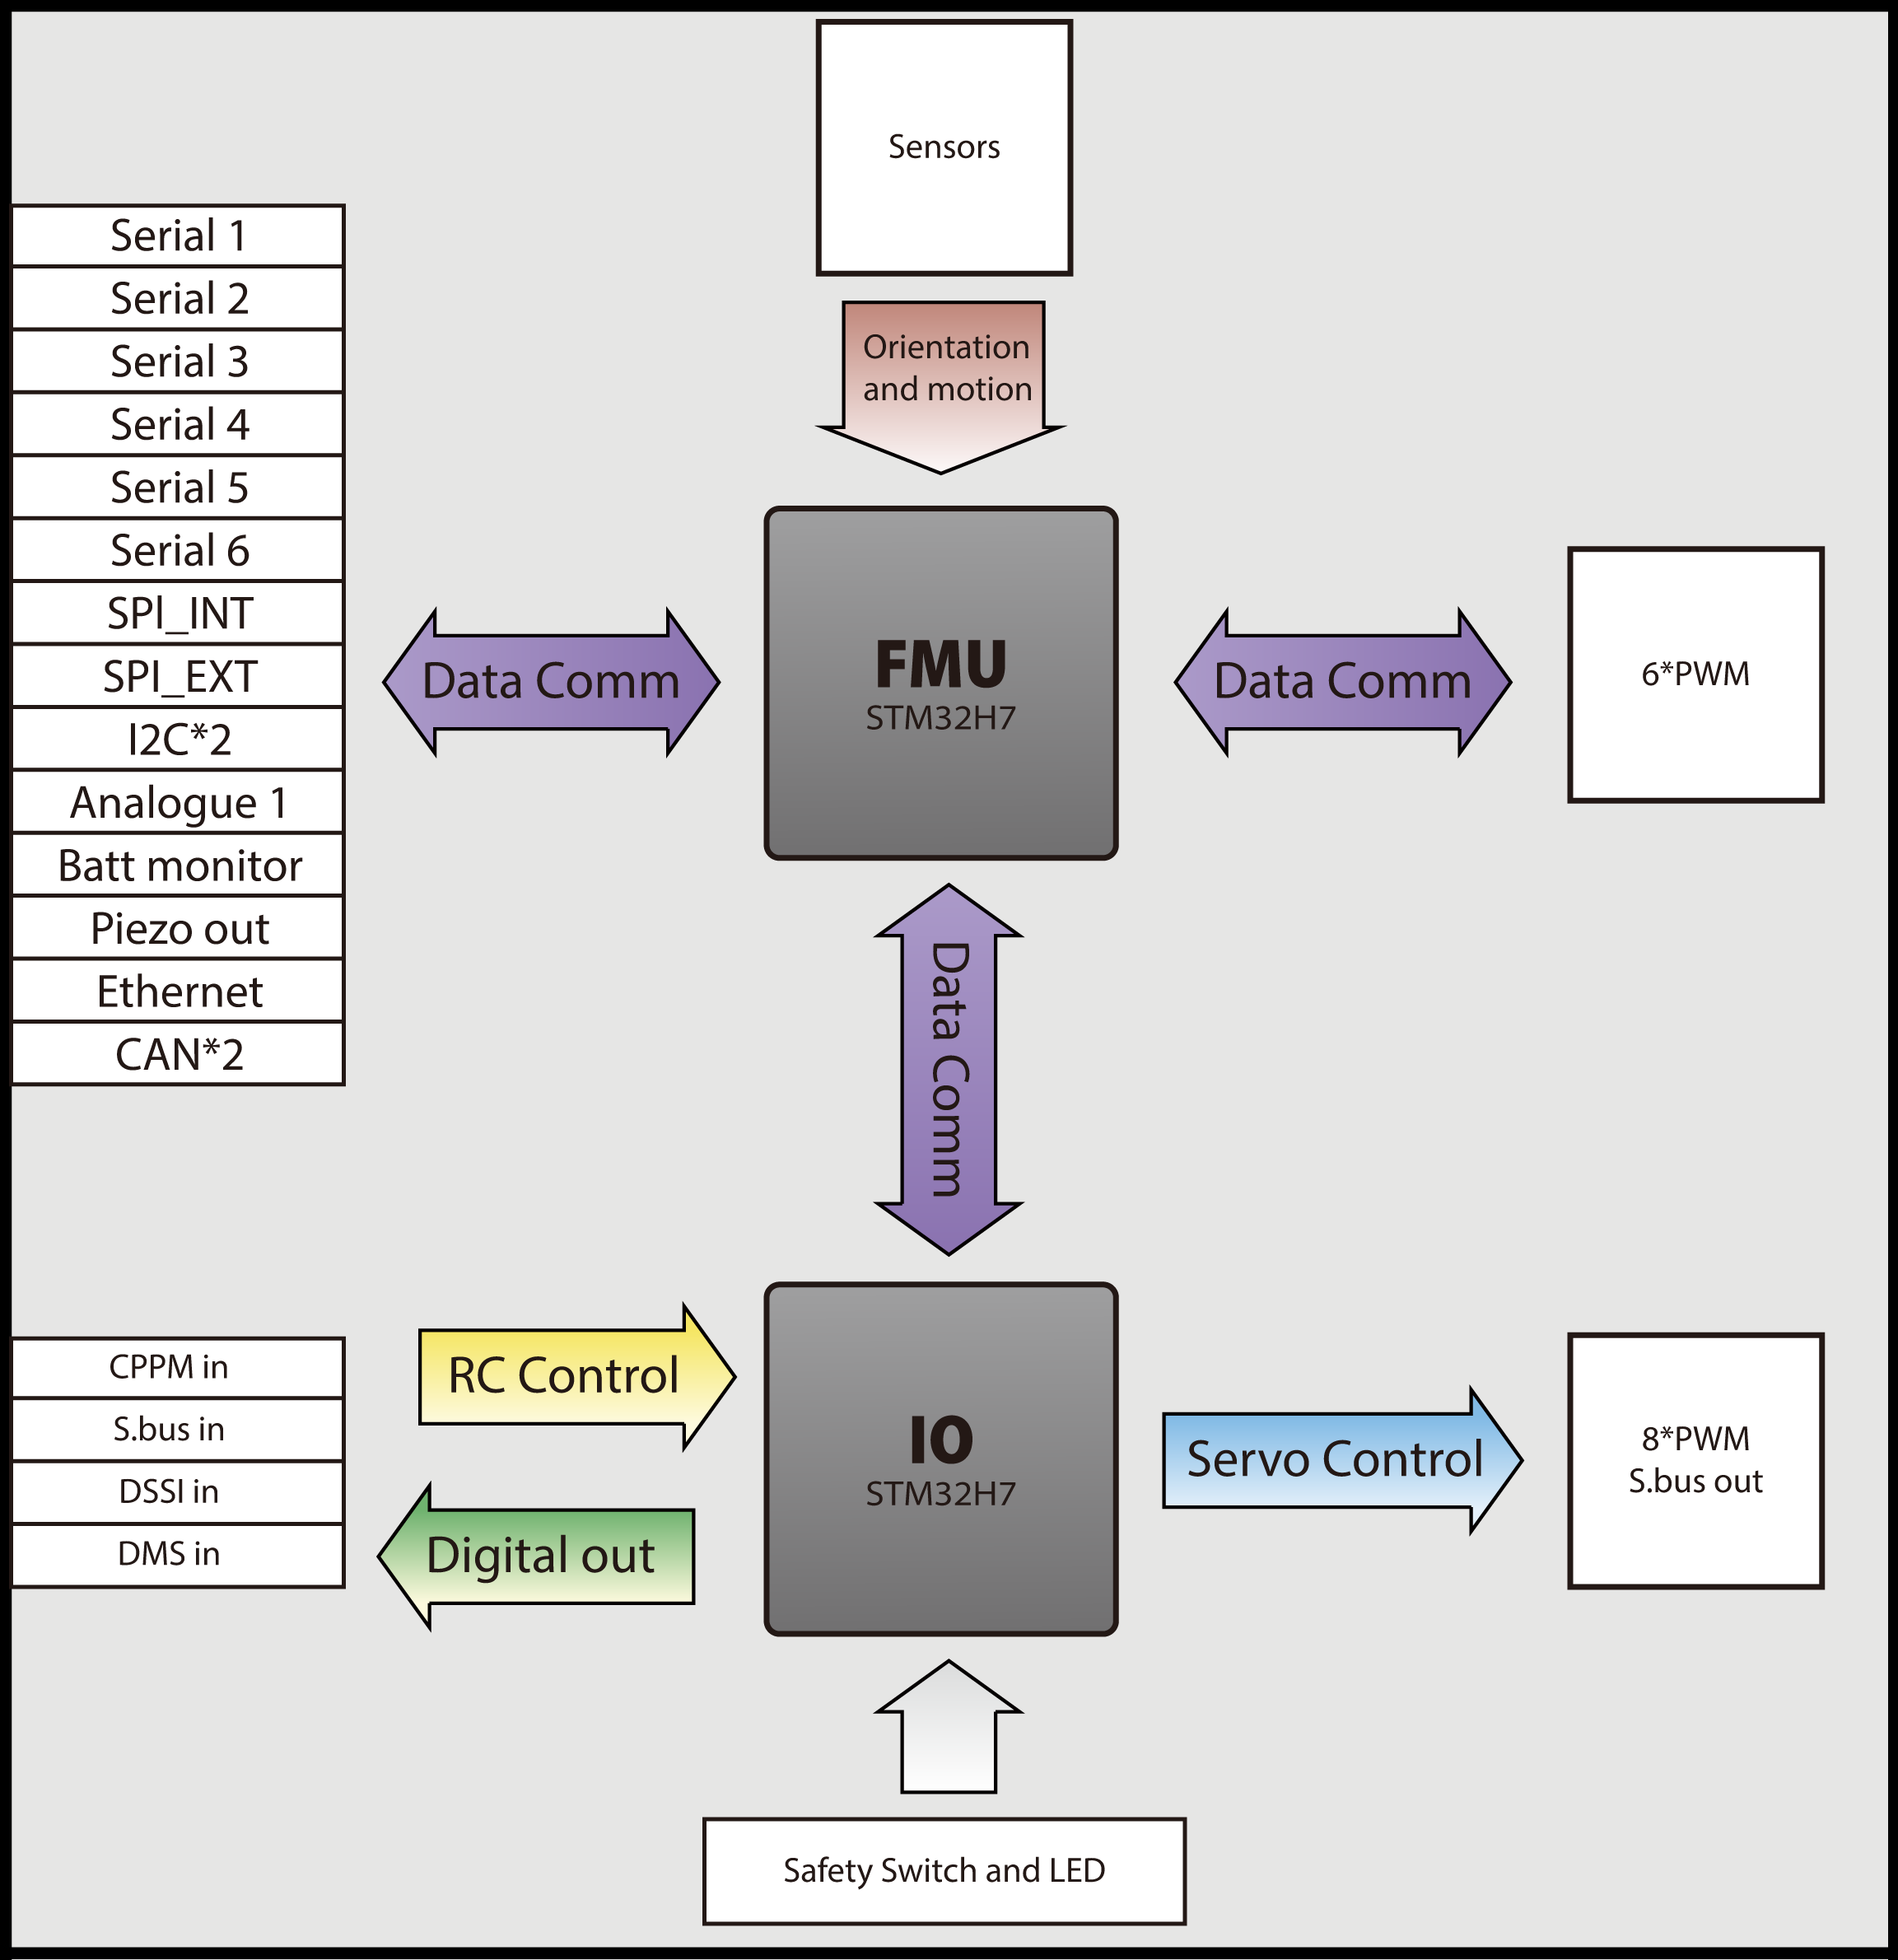 Sensors
Orientation
and motion
Serial 1
Serial 2
Serial 3
Serial 4
Serial 5
Serial 6
SPI_INT
SPI_EXT
I2C*2
Analogue 1
Batt monitor
Piezo out
Ethernet
CAN*2
Data Comm
FMU
STM32H7
Data Comm
6*PWM
Data Comm
CPPM in
S.bus in
DSSI in
DMS in
RC Control
Digital out
IO
STM32H7
Servo Control
8*PWM
S.bus out
Safety Switch and LED